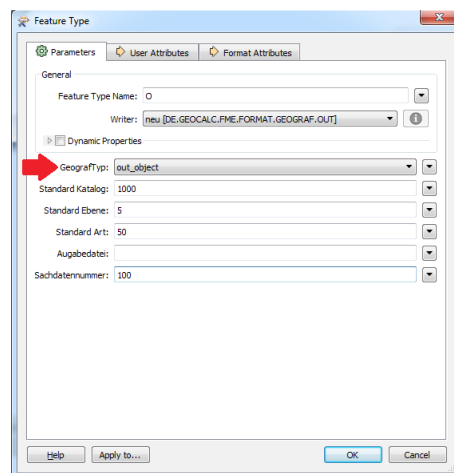 Feature Type
Parameters User Attributes Format Attributes
General
Feature Type Name: O
Writer: neu [DE.GEOCALC.FME.FORMAT.GEOGRAF.OUT]
Dynamic Properties
GeografTyp: out_object
Standard Katalog: 1000
Standard Ebene: 5
Standard Art: 50
Augabedatei:
Sachdatennummer: 100
Help Apply to... OK Cancel